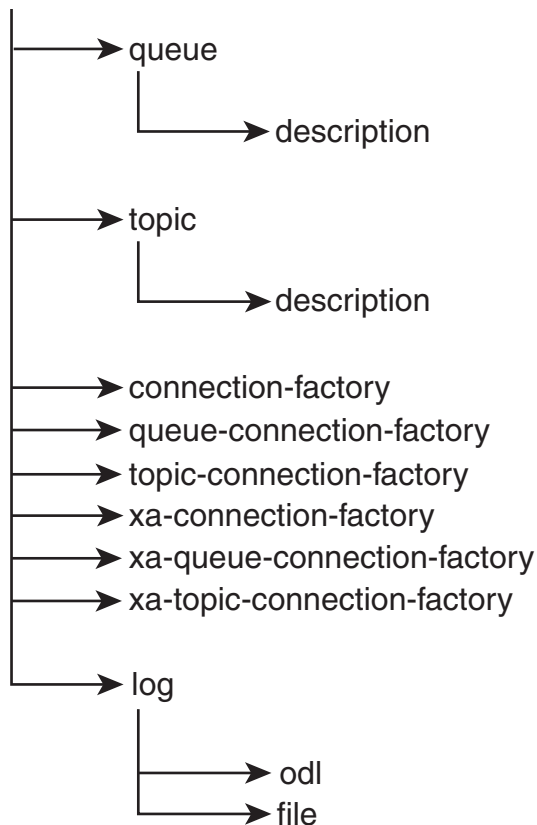 queue
description
topic
description
connection-factory
queue-connection-factory
topic-connection-factory
xa-connection-factory
xa-queue-connection-factory
xa-topic-connection-factory
log
odl
file